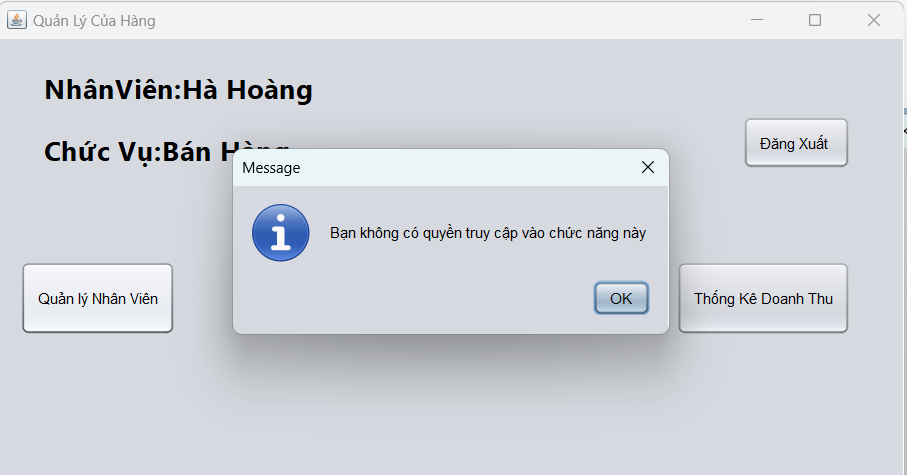 Quản Lý Của Hàng
NhânViên:Hà Hoàng
Chức Vụ:Bán Hàng
Đăng Xuất
Message
Bạn không có quyền truy cập vào chức năng này
OK
Quản lý Nhân Viên
Thống Kê Doanh Thu